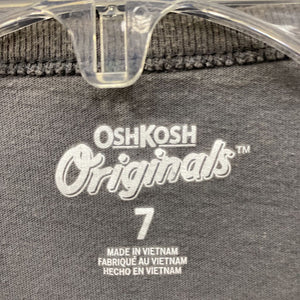 OSHKOSH
Originals™
7
MADE IN VIETNAM
FABRIQUÉ AU VIETNAM
HECHO EN VIETNAM